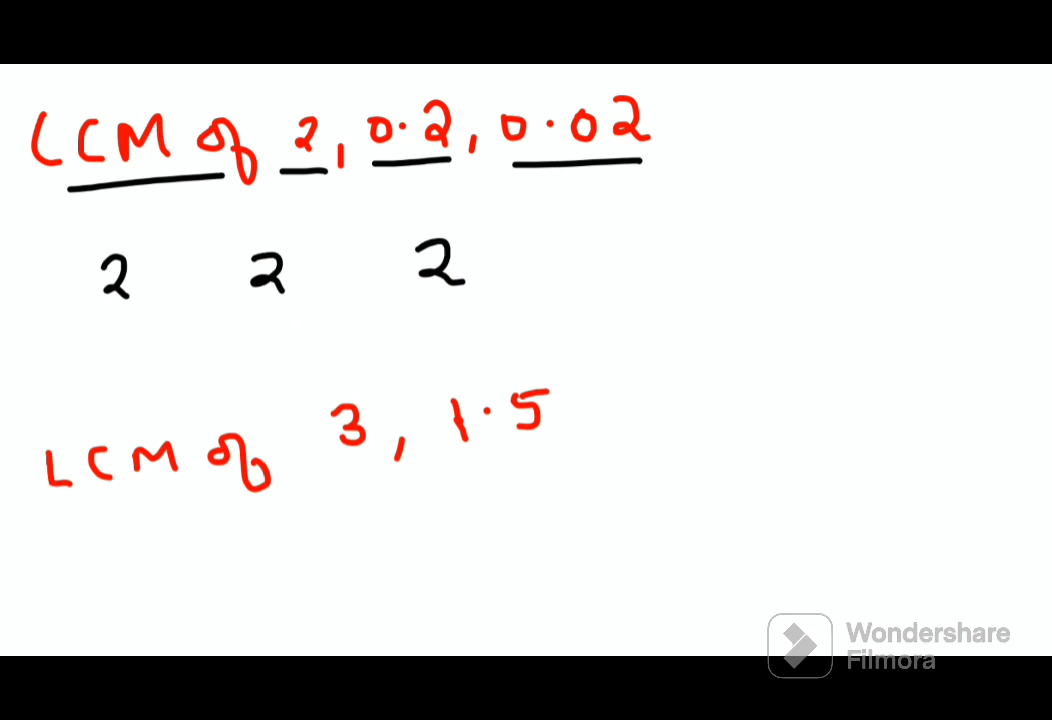 LCM of 2, 0.2, 0.02
2 2 2
LCM of 3, 1.5
Wondershare
Filmora